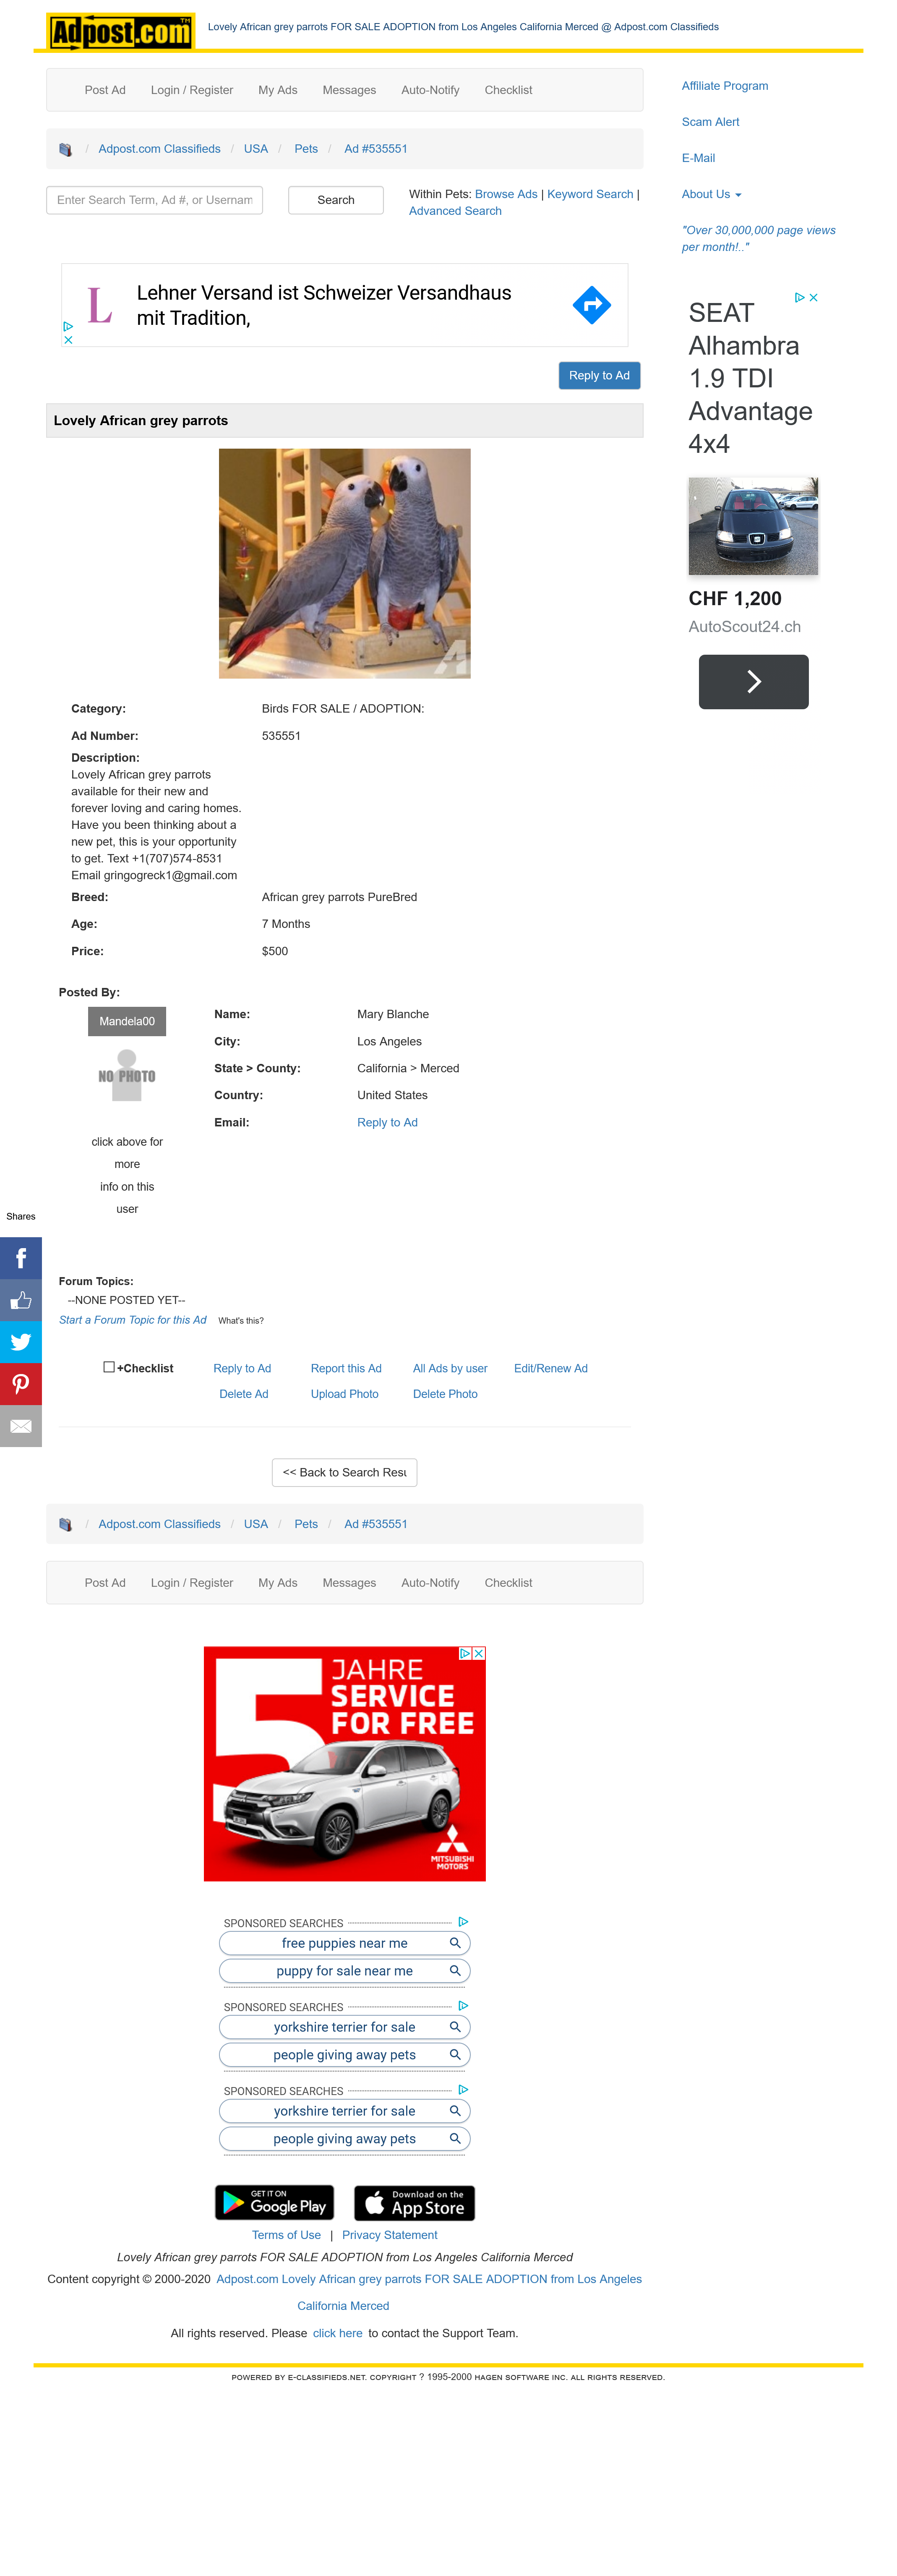 Adpost.com™
Lovely African grey parrots FOR SALE ADOPTION from Los Angeles California Merced @ Adpost.com Classifieds
Post Ad Login / Register My Ads Messages Auto-Notify Checklist
/ Adpost.com Classifieds / USA / Pets / Ad #535551
Enter Search Term, Ad #, or Usernam
Search
Within Pets: Browse Ads | Keyword Search |
Advanced Search
Affiliate Program
Scam Alert
E-Mail
About Us
"Over 30,000,000 page views
per month!.."
L
Lehner Versand ist Schweizer Versandhaus
mit Tradition,
SEAT
Alhambra
1.9 TDI
Advantage
4x4
CHF 1,200
AutoScout24.ch
Reply to Ad
Lovely African grey parrots
Category: Birds FOR SALE / ADOPTION:
Ad Number: 535551
Description:
Lovely African grey parrots
available for their new and
forever loving and caring homes.
Have you been thinking about a
new pet, this is your opportunity
to get. Text +1(707)574-8531
Email gringogreck1@gmail.com
Breed: African grey parrots PureBred
Age: 7 Months
Price: $500
Posted By:
Mandela00
NO PHOTO
click above for
more
info on this
user
Name: Mary Blanche
City: Los Angeles
State > County: California > Merced
Country: United States
Email: Reply to Ad
Shares
Forum Topics:
--NONE POSTED YET--
Start a Forum Topic for this Ad What's this?
+Checklist Reply to Ad Report this Ad All Ads by user Edit/Renew Ad
Delete Ad Upload Photo Delete Photo
<< Back to Search Resu
/ Adpost.com Classifieds / USA / Pets / Ad #535551
Post Ad Login / Register My Ads Messages Auto-Notify Checklist
5 JAHRE
SERVICE
FOR FREE
MITSUBISHI
MOTORS
SPONSORED SEARCHES
free puppies near me
puppy for sale near me
SPONSORED SEARCHES
yorkshire terrier for sale
people giving away pets
SPONSORED SEARCHES
yorkshire terrier for sale
people giving away pets
GET IT ON
Google Play
Download on the
App Store
Terms of Use | Privacy Statement
Lovely African grey parrots FOR SALE ADOPTION from Los Angeles California Merced
Content copyright © 2000-2020 Adpost.com Lovely African grey parrots FOR SALE ADOPTION from Los Angeles
California Merced
All rights reserved. Please click here to contact the Support Team.
POWERED BY E-CLASSIFIEDS.NET. COPYRIGHT ? 1995-2000 HAGEN SOFTWARE INC. ALL RIGHTS RESERVED.